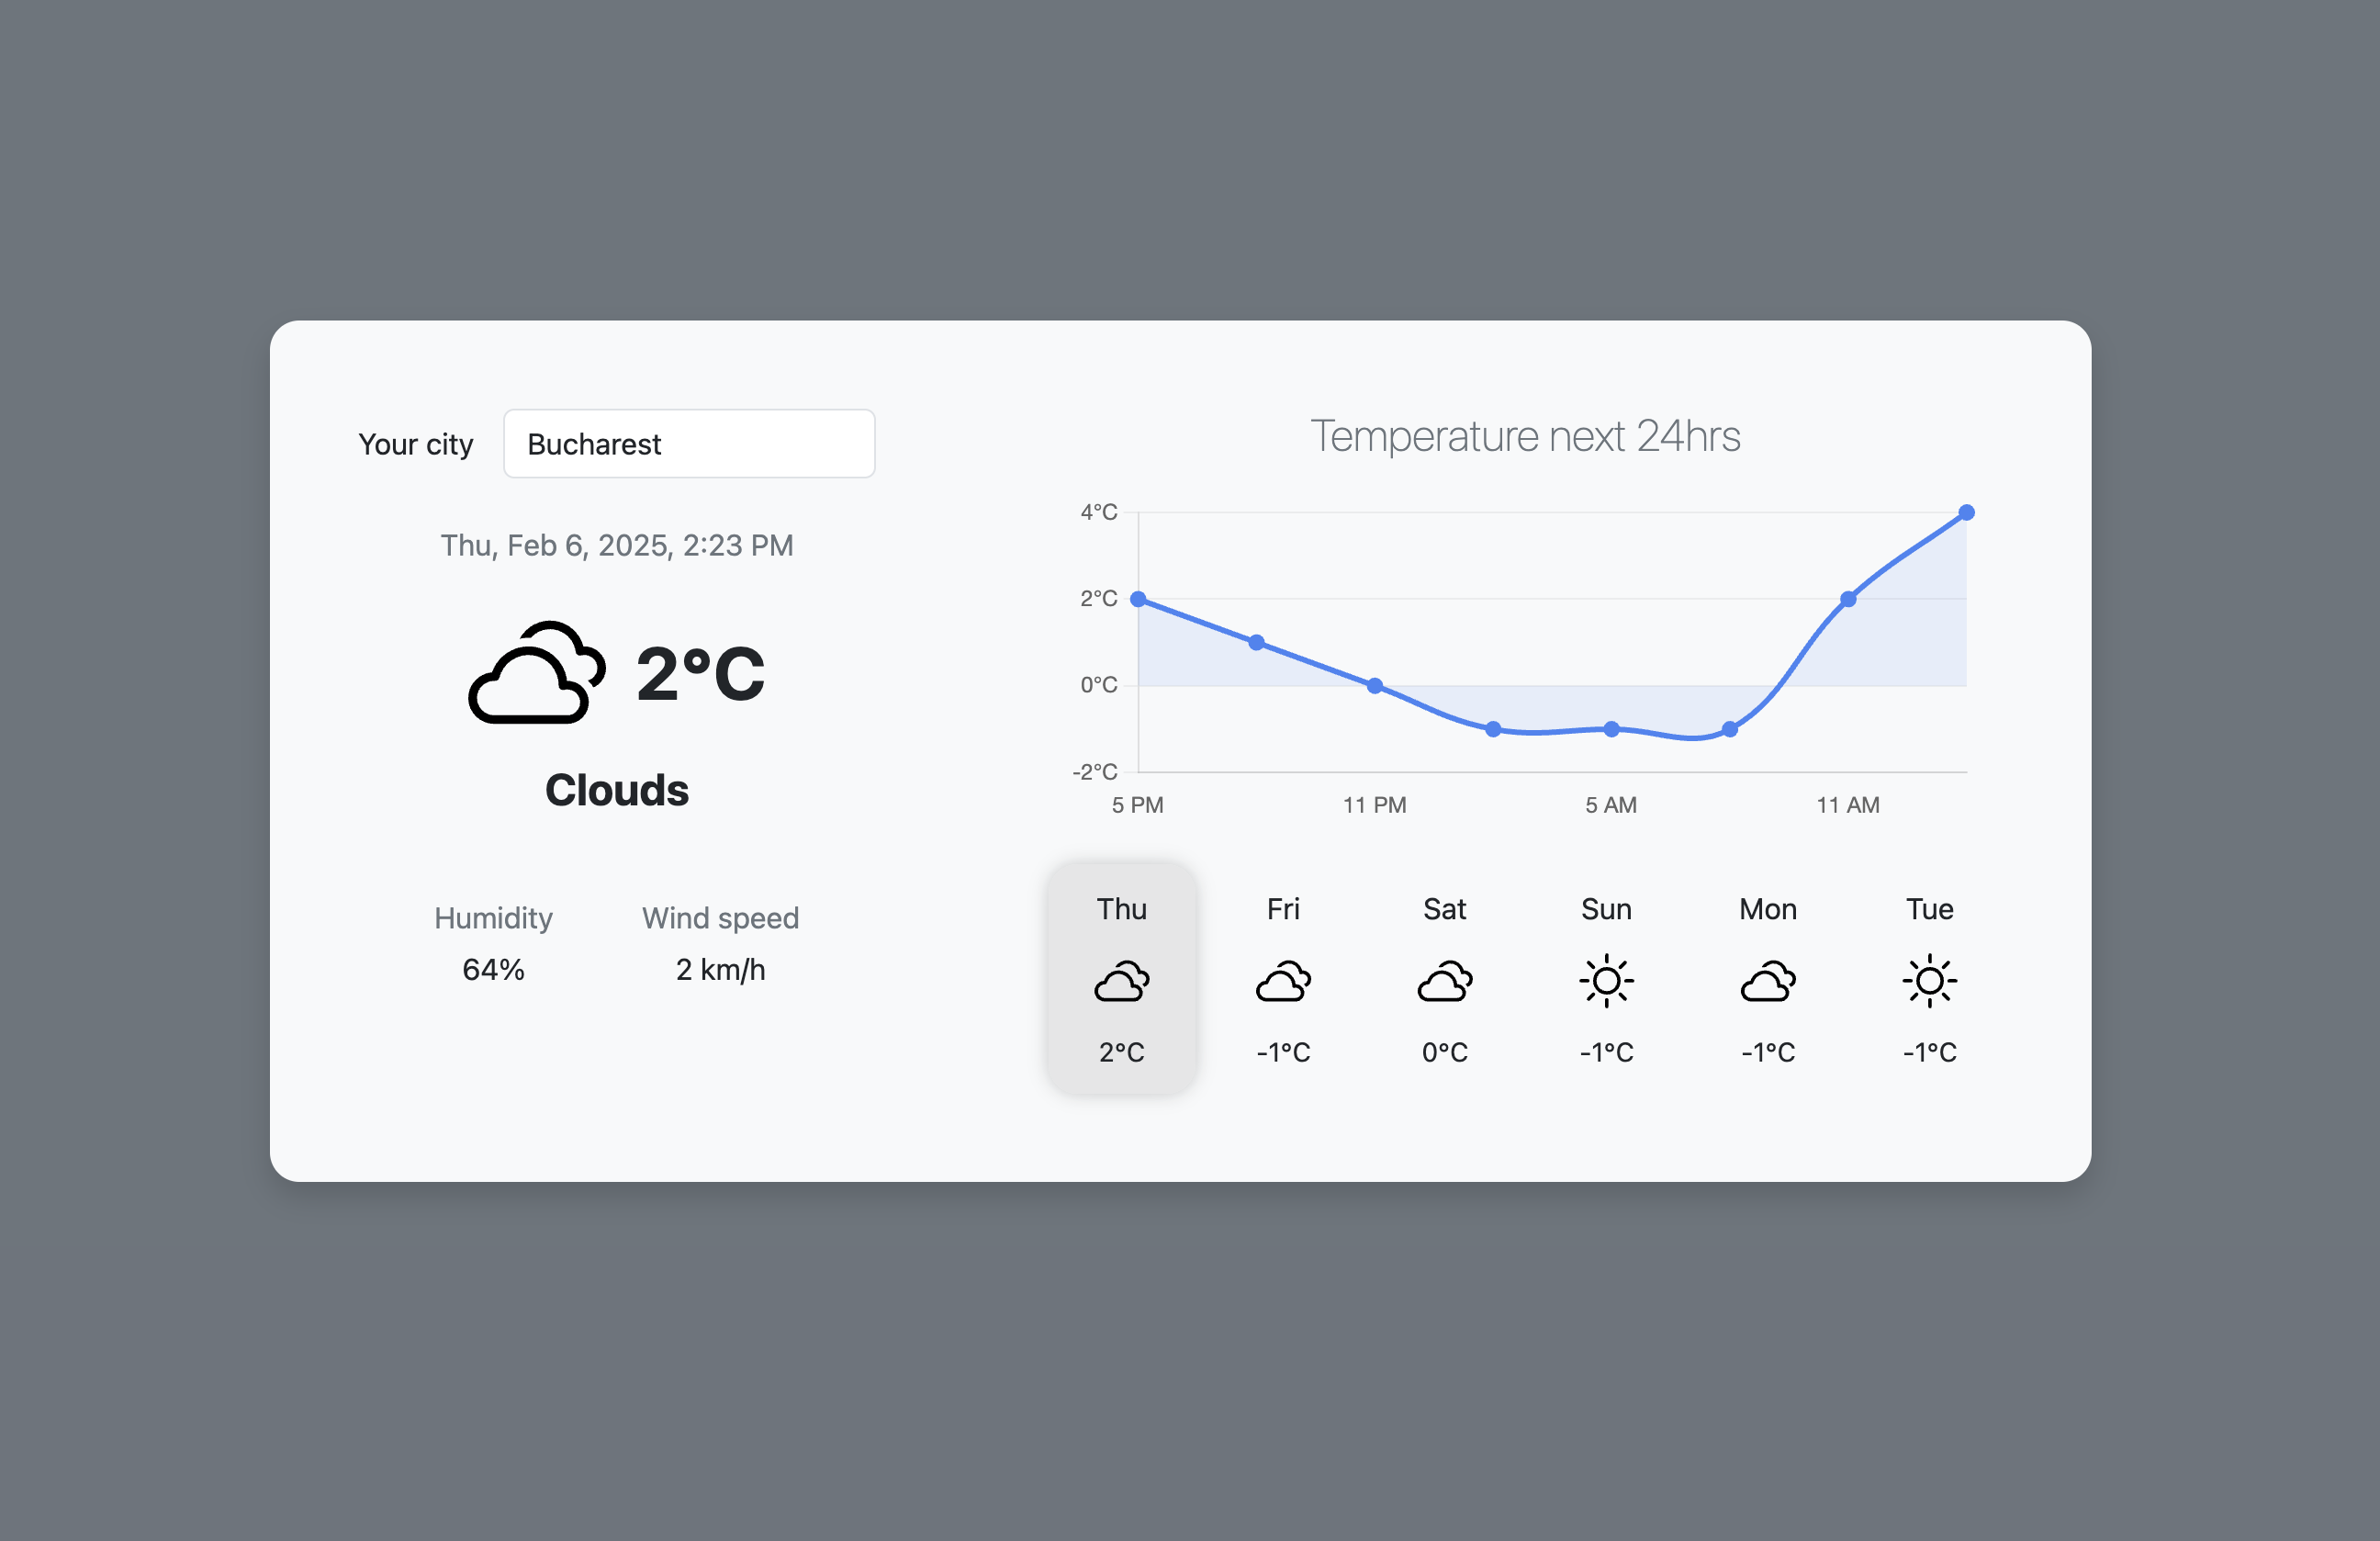 Your city
Bucharest
Thu, Feb 6, 2025, 2:23 PM
2°C
Clouds
Humidity
64%
Wind speed
2 km/h
Temperature next 24hrs
4°C
2°C
0°C
-2°C
5 PM 11 PM 5 AM 11 AM
Thu Fri Sat Sun Mon Tue
2°C -1°C 0°C -1°C -1°C -1°C